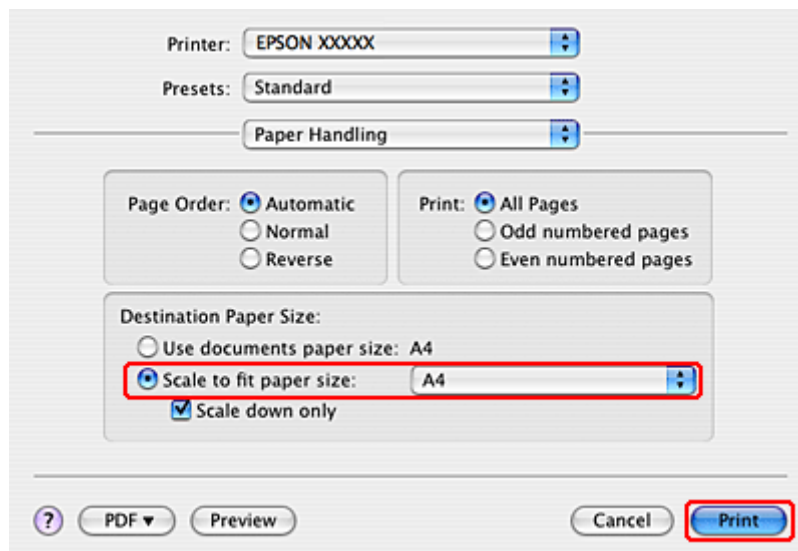 Printer: EPSON XXXXX
Presets: Standard
Paper Handling
Page Order: Automatic
Normal
Reverse
Print: All Pages
Odd numbered pages
Even numbered pages
Destination Paper Size:
Use documents paper size: A4
Scale to fit paper size: A4
Scale down only
? PDF ▼ Preview Cancel Print